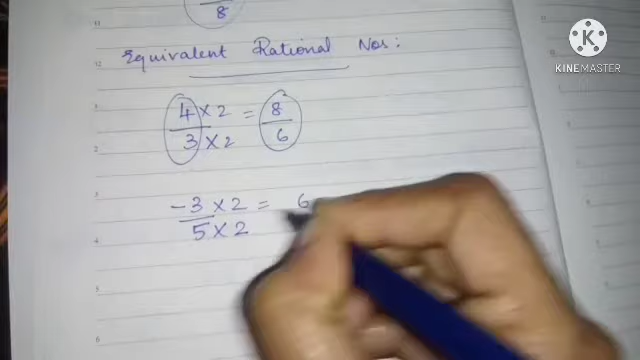 8
Equivalent Rational Nos:
4 × 2 = 8
3 × 2 6
-3 × 2 = 6
5 × 2
KINEMASTER